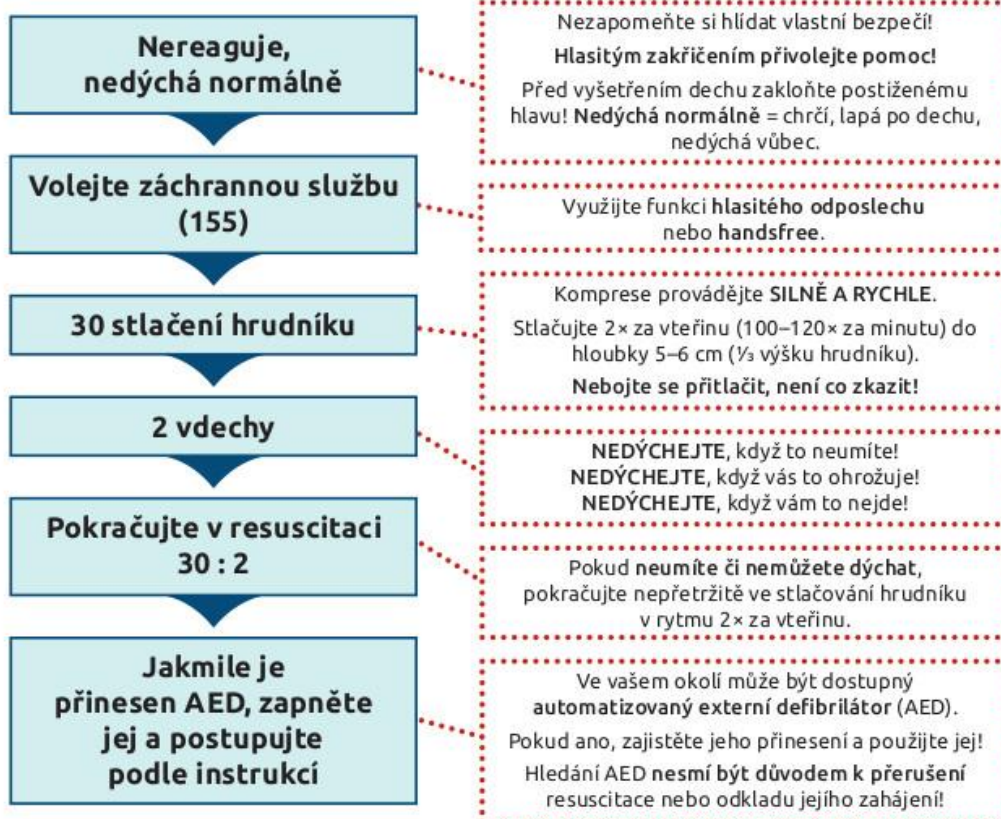 Nereaguje,
nedýchá normálně
Nezapomeňte si hlídat vlastní bezpečí!
Hlasitým zakřičením přivolejte pomoc!
Před vyšetřením dechu zakloňte postiženému
hlavu! Nedýchá normálně = chrčí, lapá po dechu,
nedýchá vůbec.
Volejte záchrannou službu
(155)
Využijte funkci hlasitého odposlechu
nebo handsfree.
30 stlačení hrudníku
Komprese provádějte SILNĚ A RYCHLE.
Stlačujte 2× za vteřinu (100–120× za minutu) do
hloubky 5–6 cm (⅓ výšku hrudníku).
Nebojte se přitlačit, není co zkazit!
2 vdechy
NEDÝCHEJTE, když to neumíte!
NEDÝCHEJTE, když vás to ohrožuje!
NEDÝCHEJTE, když vám to nejde!
Pokračujte v resuscitaci
30 : 2
Pokud neumíte či nemůžete dýchat,
pokračujte nepřetržitě ve stlačování hrudníku
v rytmu 2× za vteřinu.
Jakmile je
přinesen AED, zapněte
jej a postupujte
podle instrukcí
Ve vašem okolí může být dostupný
automatizovaný externí defibrilátor (AED).
Pokud ano, zajistěte jeho přinesení a použijte jej!
Hledání AED nesmí být důvodem k přerušení
resuscitace nebo odkladu jejího zahájení!